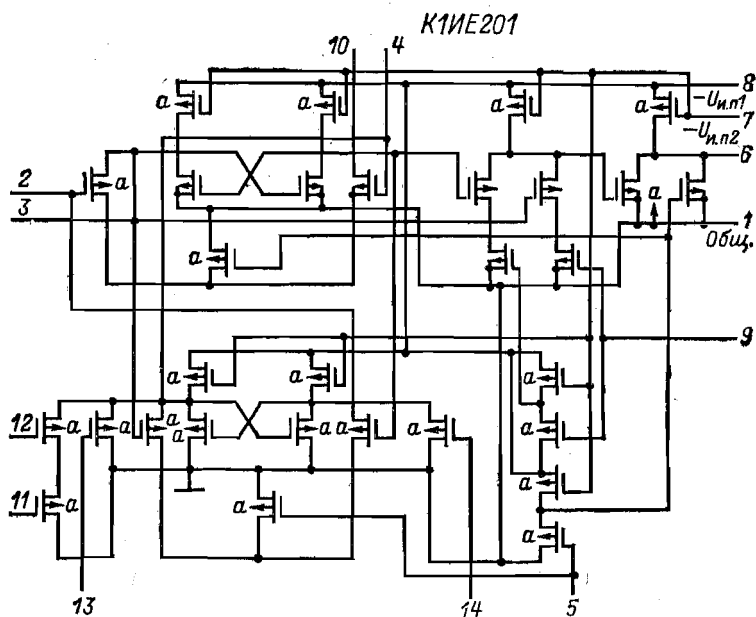 К1ИЕ201
10 4
8
-Uи.п1
а а а а
7
-Uи.п2
6
2
а
а
3
1
Общ.
а
9
а а а
12
а а а а а а а а
11
а а а
а
13 14 5